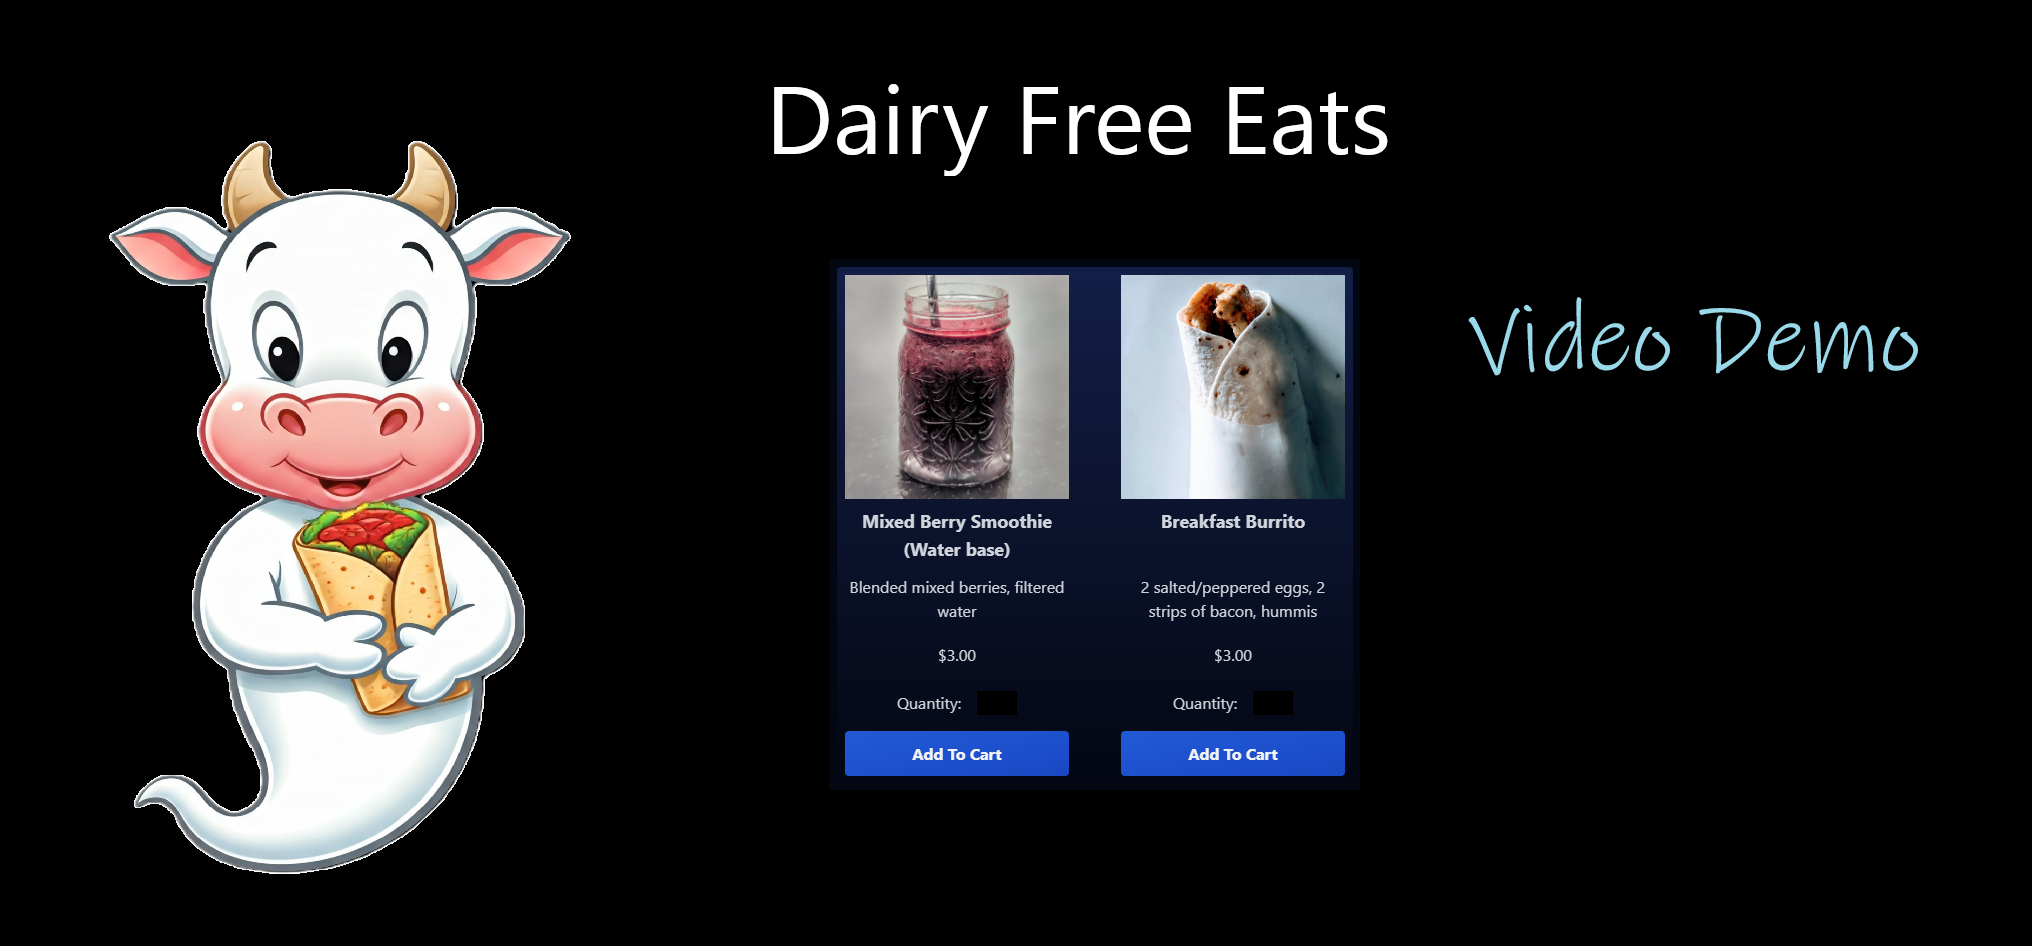 Dairy Free Eats
Video Demo
Mixed Berry Smoothie
(Water base)
Blended mixed berries, filtered
water
$3.00
Quantity:
Add To Cart
Breakfast Burrito
2 salted/peppered eggs, 2
strips of bacon, hummis
$3.00
Quantity:
Add To Cart